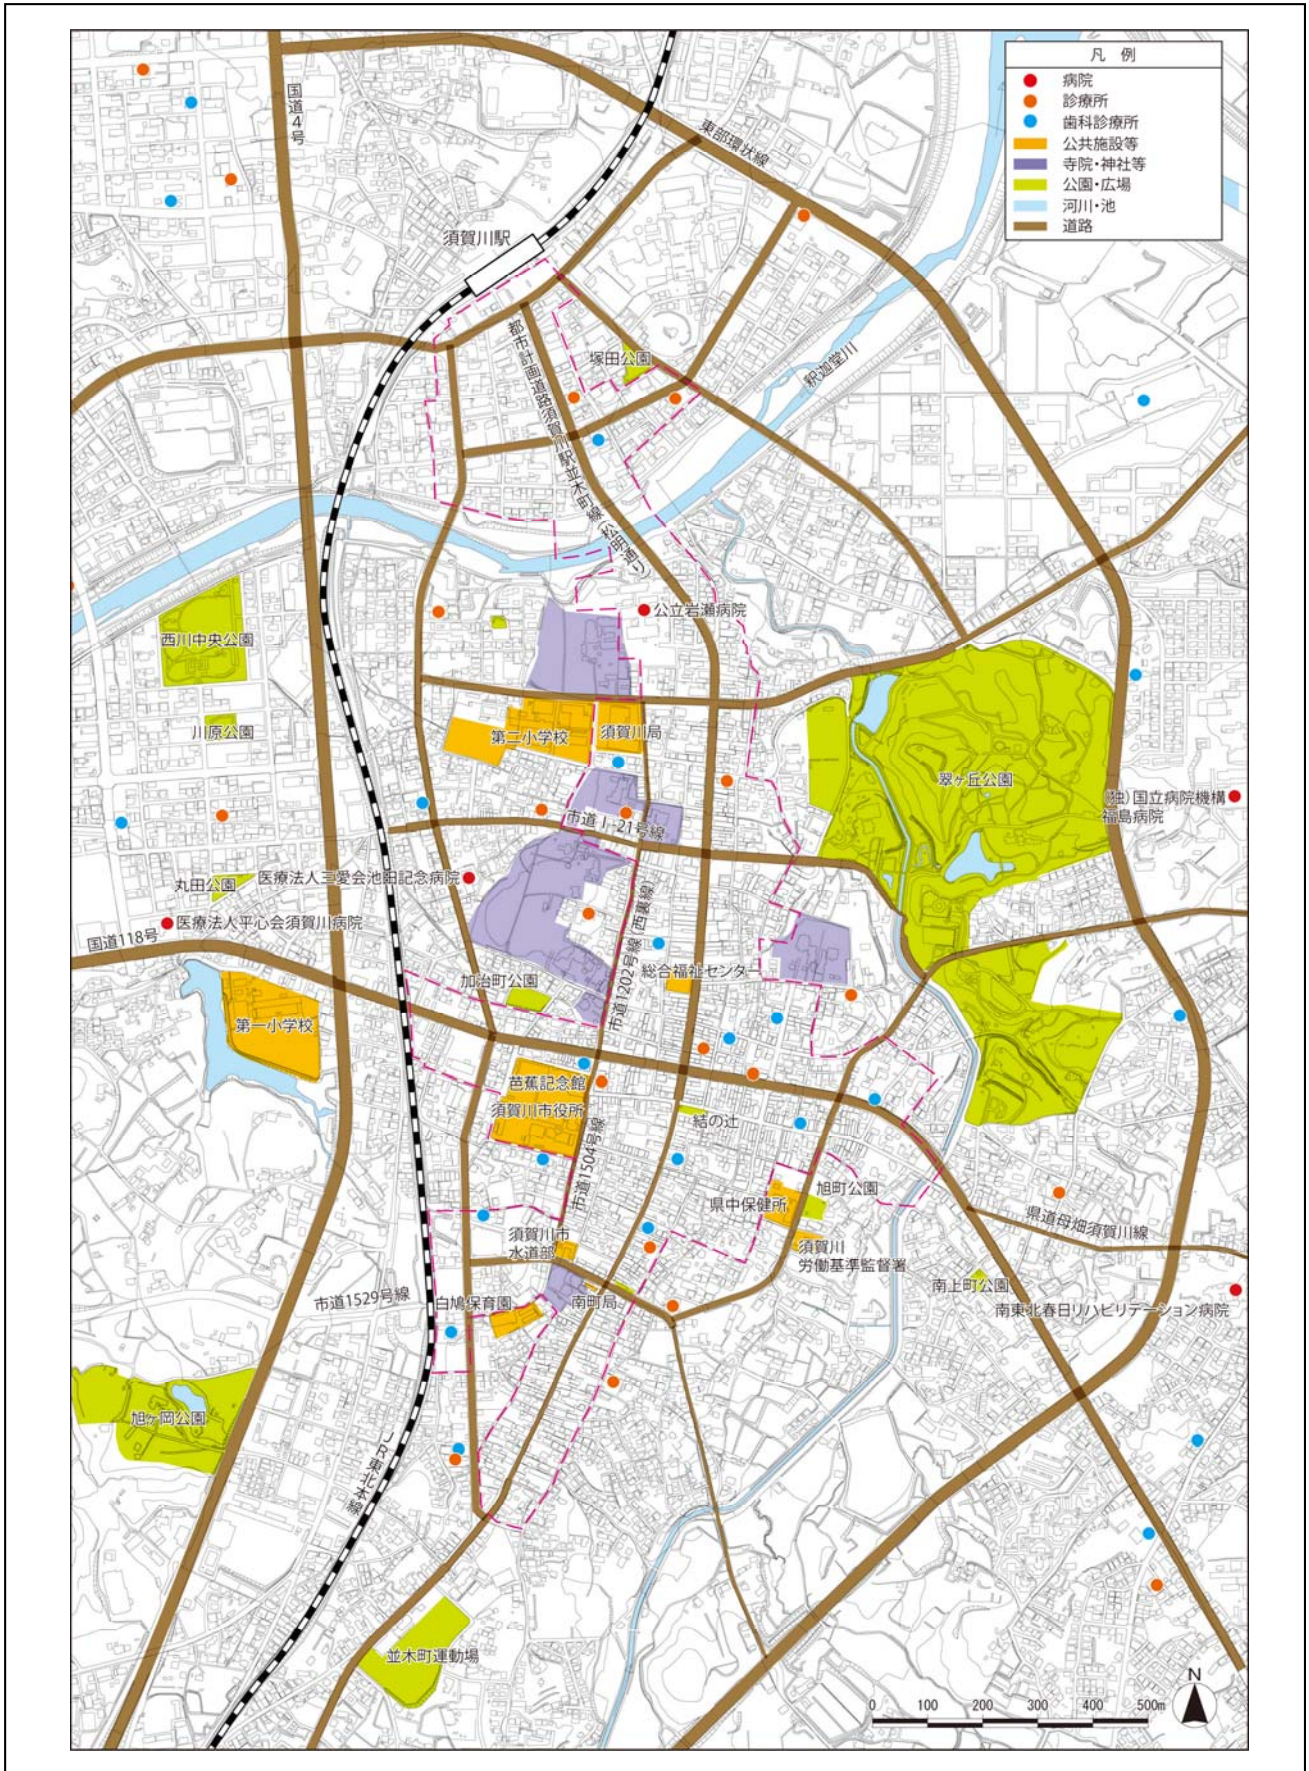 凡 例
病院
診療所
歯科診療所
公共施設等
寺院・神社等
公園・広場
河川・池
道路
国道4号
東部環状線
須賀川駅
都市計画道路須賀川駅並木町線(松明通り)
塚田公園
釈迦堂川
公立岩瀬病院
西川中央公園
川原公園
第二小学校
須賀川局
翠ヶ丘公園
(独)国立病院機構
福島病院
市道Ⅰ-21号線
丸田公園
医療法人三愛会池田記念病院
医療法人平心会須賀川病院
国道118号
市道1202号線(西裏線)
総合福祉センター
加治町公園
第一小学校
芭蕉記念館
須賀川市役所
結の辻
市道1504号線
県中保健所
旭町公園
県道母畑須賀川線
須賀川市
水道部
須賀川
労働基準監督署
南上町公園
市道1529号線
白鳩保育園
南町局
南東北春日リハビリテーション病院
旭ヶ岡公園
JR東北本線
並木町運動場
N
0 100 200 300 400 500m